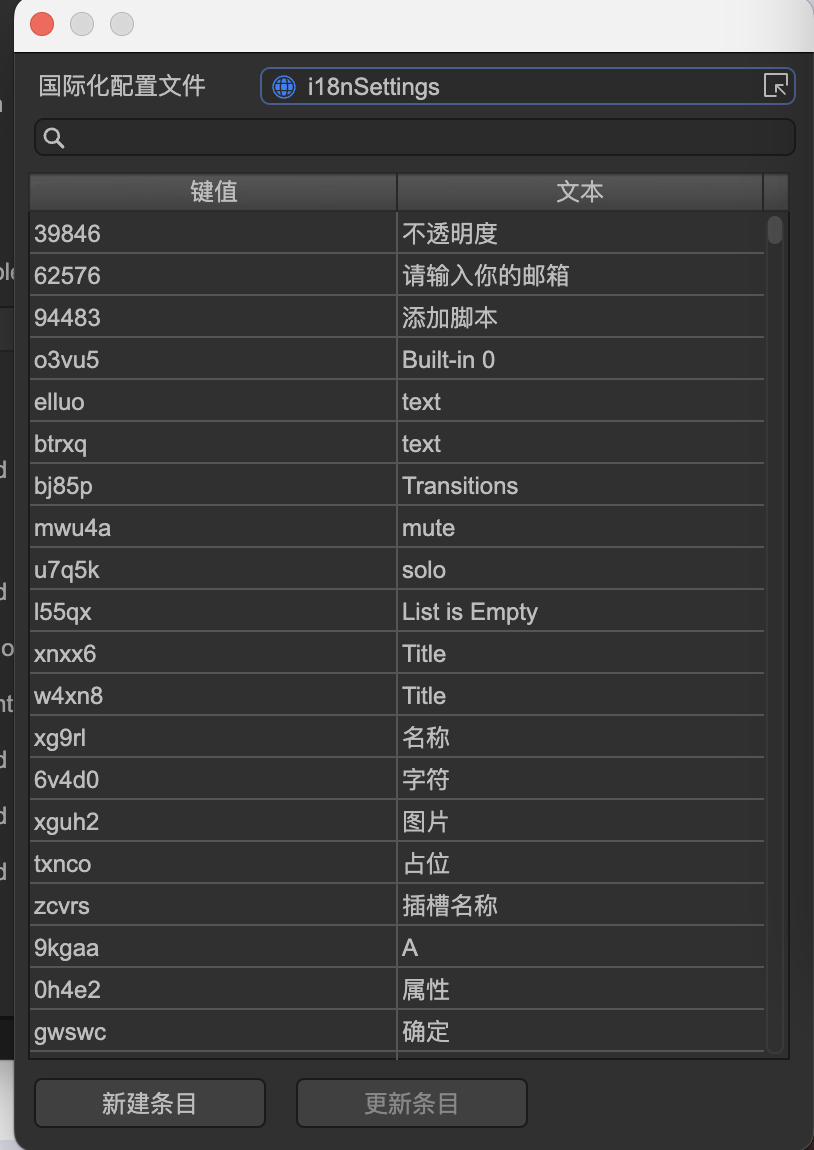 国际化配置文件 i18nSettings
键值 文本
39846 不透明度
62576 请输入你的邮箱
94483 添加脚本
o3vu5 Built-in 0
elluo text
btrxq text
bj85p Transitions
mwu4a mute
u7q5k solo
l55qx List is Empty
xnxx6 Title
w4xn8 Title
xg9rl 名称
6v4d0 字符
xguh2 图片
txnco 占位
zcvrs 插槽名称
9kgaa A
0h4e2 属性
gwswc 确定
新建条目 更新条目